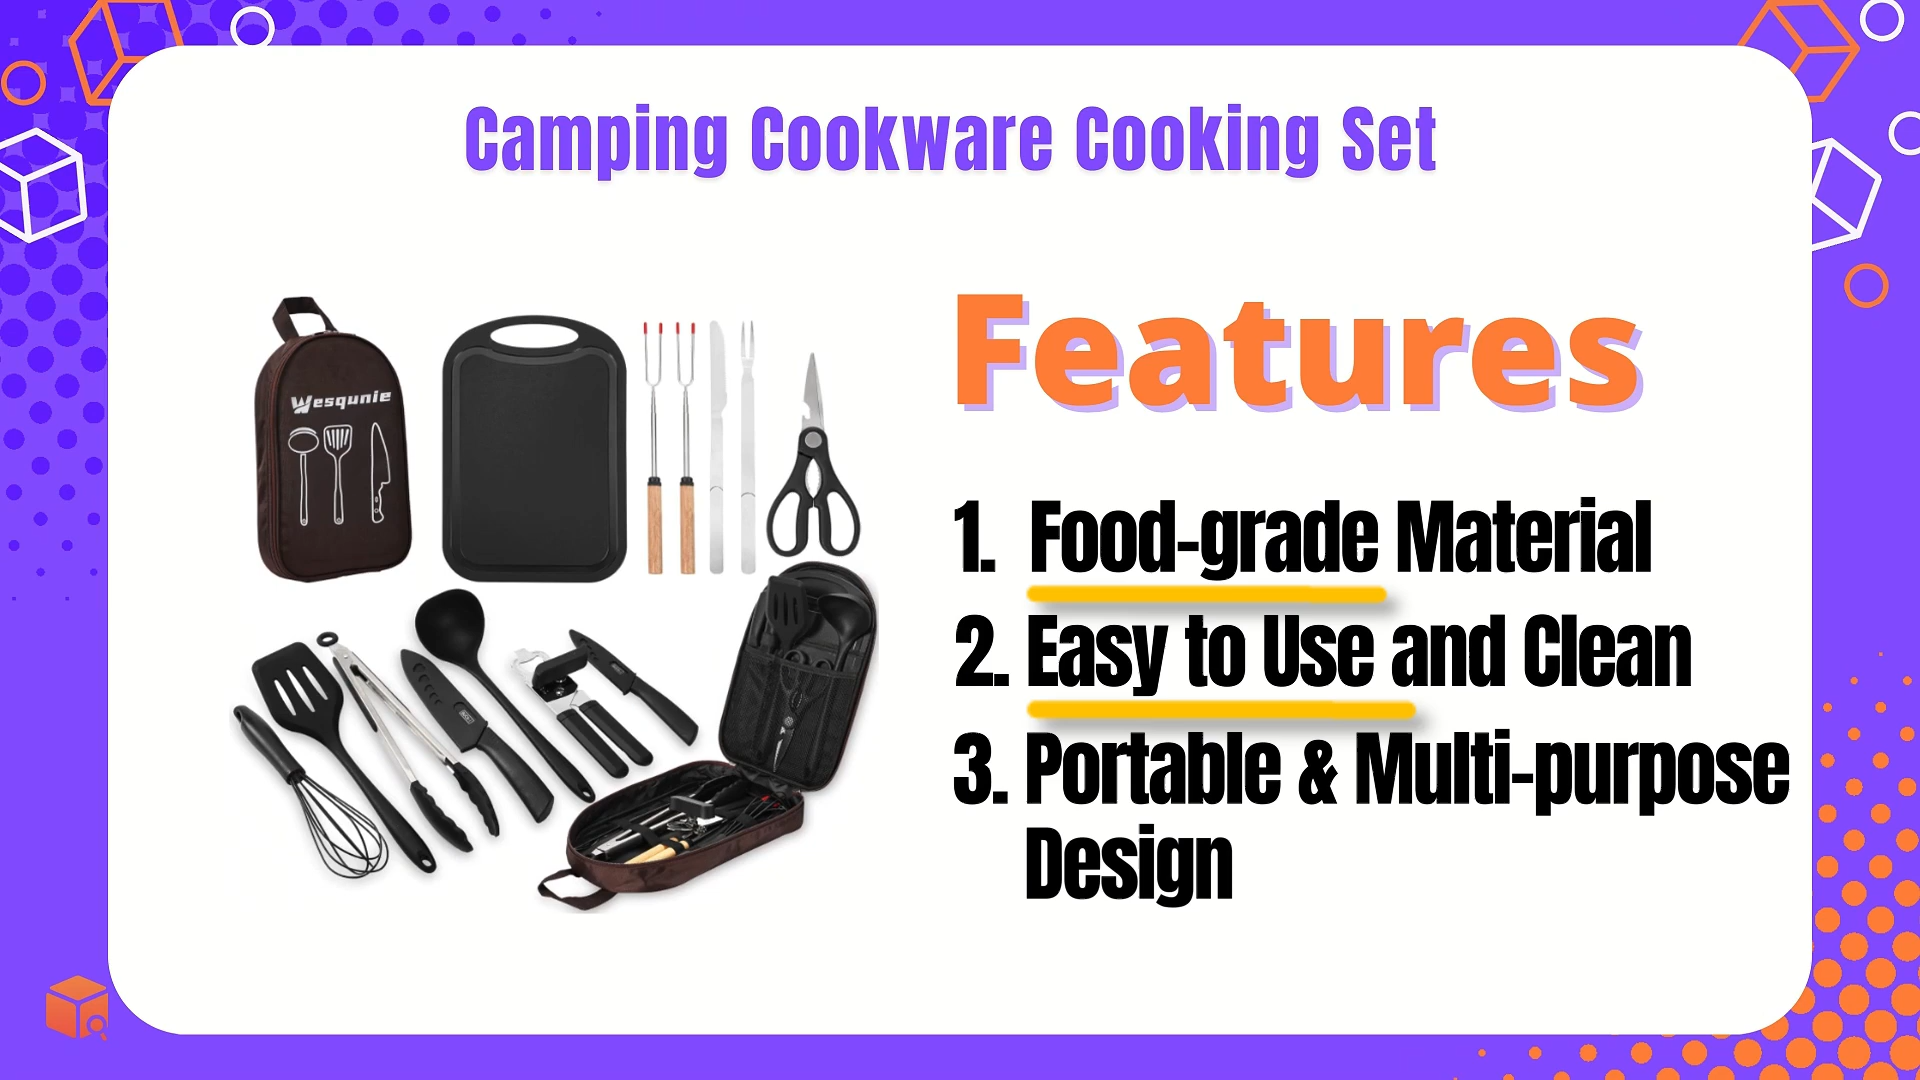 Camping Cookware Cooking Set
Wesqunie
Features
1. Food-grade Material
2. Easy to Use and Clean
3. Portable & Multi-purpose
Design